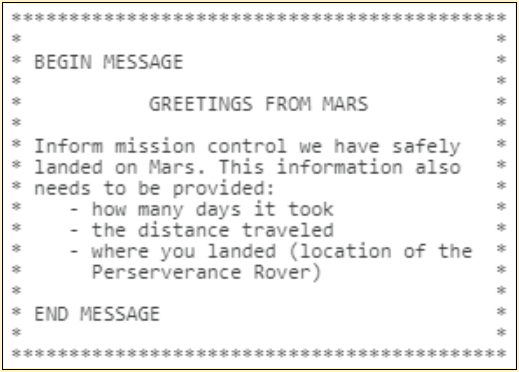 *******************************************
* *
* BEGIN MESSAGE *
* *
* GREETINGS FROM MARS *
* *
* Inform mission control we have safely *
* landed on Mars. This information also *
* needs to be provided: *
* - how many days it took *
* - the distance traveled *
* - where you landed (location of the *
* Perserverance Rover) *
* *
* END MESSAGE *
* *
*******************************************